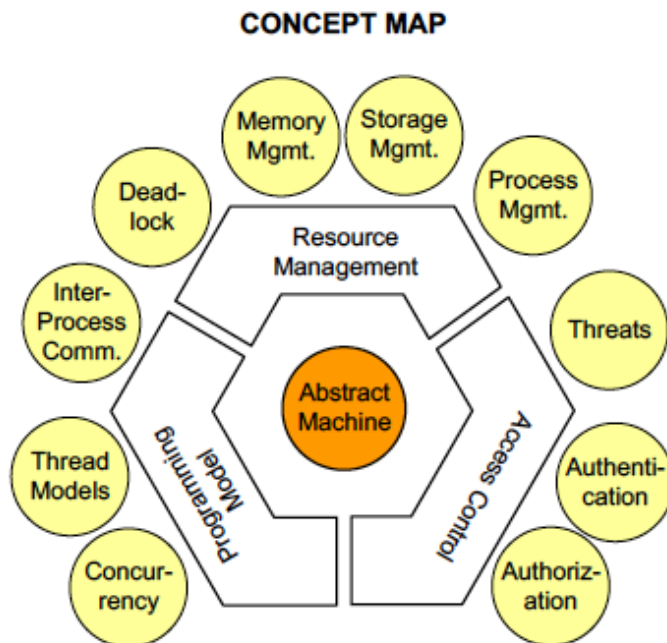 CONCEPT MAP
Memory
Mgmt.
Storage
Mgmt.
Process
Mgmt.
Dead-
lock
Resource
Management
Inter-
Process
Comm.
Threats
Abstract
Machine
Programming
Model
Access Control
Thread
Models
Authenti-
cation
Concur-
rency
Authoriz-
ation